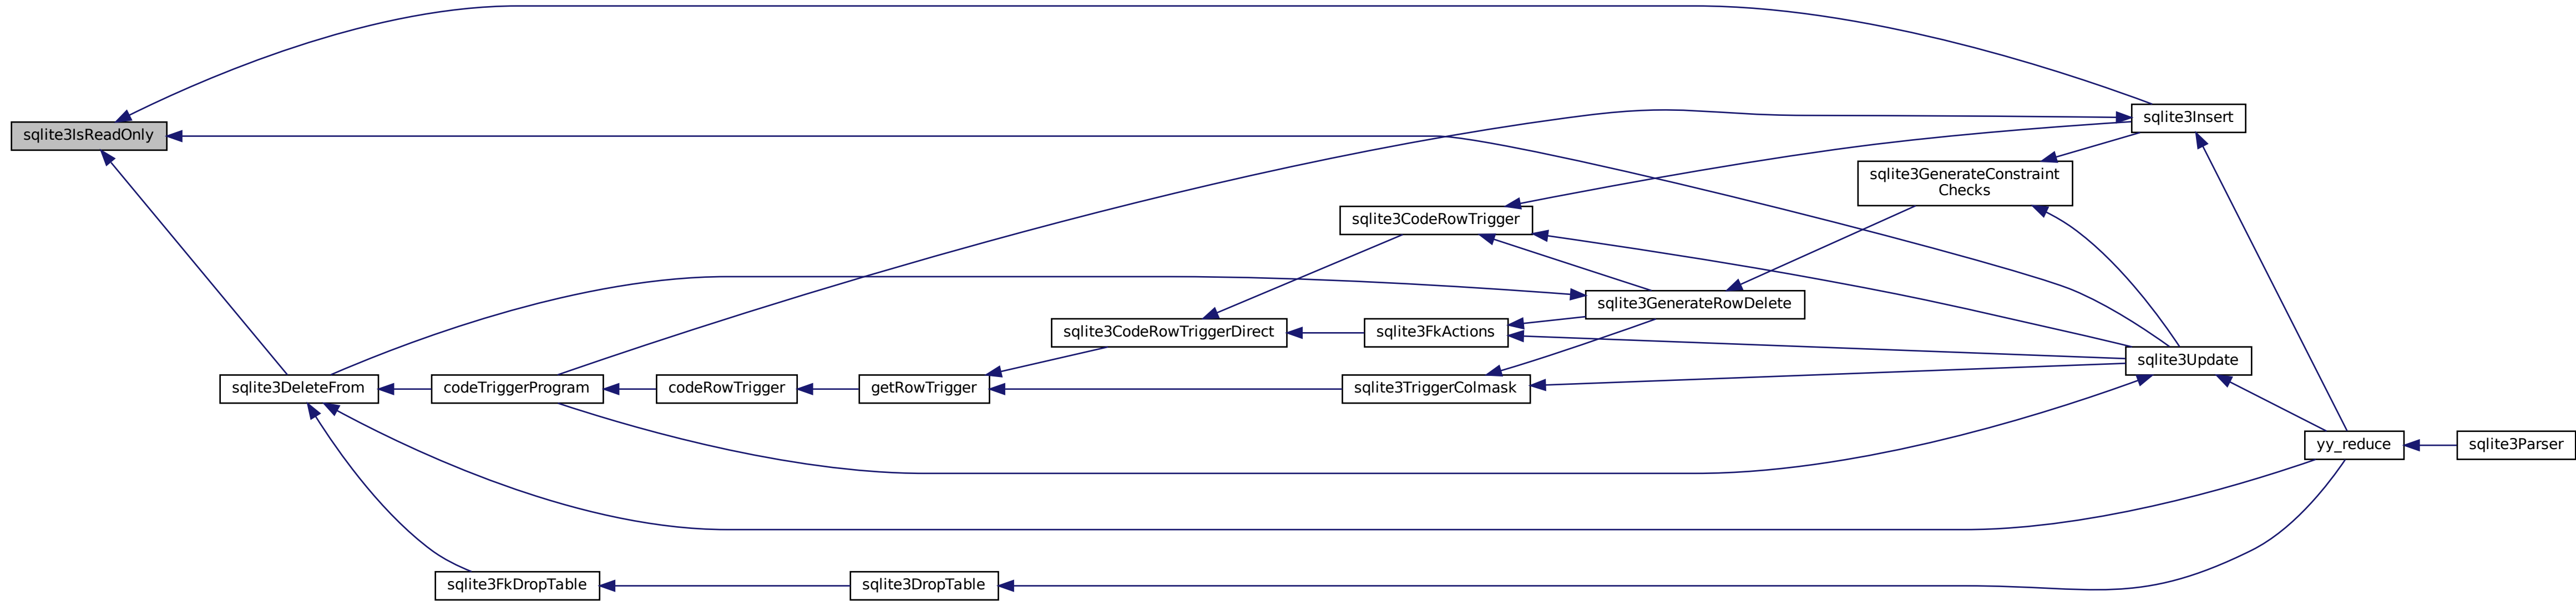 sqlite3IsReadOnly
sqlite3Insert
sqlite3GenerateConstraint
Checks
sqlite3CodeRowTrigger
sqlite3GenerateRowDelete
sqlite3CodeRowTriggerDirect
sqlite3FkActions
sqlite3Update
sqlite3DeleteFrom
codeTriggerProgram
codeRowTrigger
getRowTrigger
sqlite3TriggerColmask
yy_reduce
sqlite3Parser
sqlite3FkDropTable
sqlite3DropTable